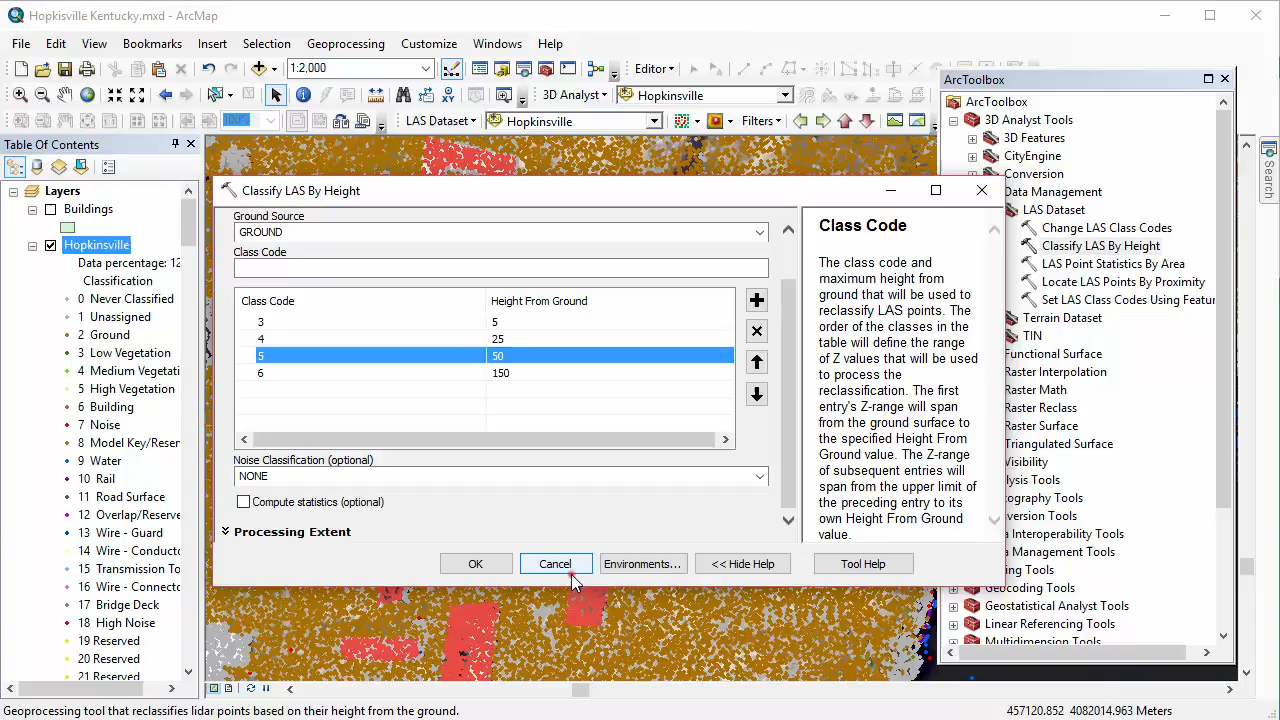 Hopkisville Kentucky.mxd - ArcMap
File Edit View Bookmarks Insert Selection Geoprocessing Customize Windows Help
1:2,000
Editor
3D Analyst
Hopkinsville
100%
LAS Dataset
Hopkinsville
Filters
Table Of Contents
Layers
Buildings
Hopkinsville
Data percentage: 12
Classification
0 Never Classified
1 Unassigned
2 Ground
3 Low Vegetation
4 Medium Vegetati
5 High Vegetation
6 Building
7 Noise
8 Model Key/Reser
9 Water
10 Rail
11 Road Surface
12 Overlap/Reserve
13 Wire - Guard
14 Wire - Conducto
15 Transmission To
16 Wire - Connecto
17 Bridge Deck
18 High Noise
19 Reserved
20 Reserved
21 Reserved
Classify LAS By Height
Ground Source
GROUND
Class Code
Class Code Height From Ground
3 5
4 25
5 50
6 150
Noise Classification (optional)
NONE
Compute statistics (optional)
Processing Extent
OK Cancel Environments... << Hide Help Tool Help
Class Code
The class code and
maximum height from
ground that will be used to
reclassify LAS points. The
order of the classes in the
table will define the range
of Z values that will be used
to process the
reclassification. The first
entry's Z-range will span
from the ground surface to
the specified Height From
Ground value. The Z-range
of subsequent entries will
span from the upper limit of
the preceding entry to its
own Height From Ground
value.
ArcToolbox
ArcToolbox
3D Analyst Tools
3D Features
CityEngine
Conversion
Data Management
LAS Dataset
Change LAS Class Codes
Classify LAS By Height
LAS Point Statistics By Area
Locate LAS Points By Proximity
Set LAS Class Codes Using Featur
Terrain Dataset
TIN
Functional Surface
Raster Interpolation
Raster Math
Raster Reclass
Raster Surface
Triangulated Surface
Visibility
lysis Tools
tography Tools
version Tools
a Interoperability Tools
a Management Tools
Geocoding Tools
Geostatistical Analyst Tools
Linear Referencing Tools
Multidimension Tools
Search
Geoprocessing tool that reclassifies lidar points based on their height from the ground.
457120.852 4082014.963 Meters